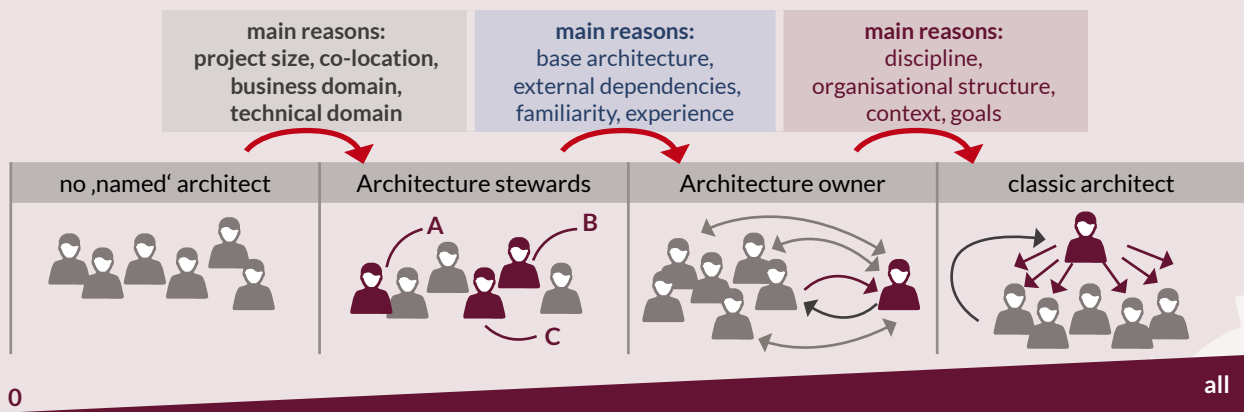 main reasons:
project size, co-location,
business domain,
technical domain
main reasons:
base architecture,
external dependencies,
familiarity, experience
main reasons:
discipline,
organisational structure,
context, goals
no ‚named‘ architect
Architecture stewards
Architecture owner
classic architect
A
B
C
0
all